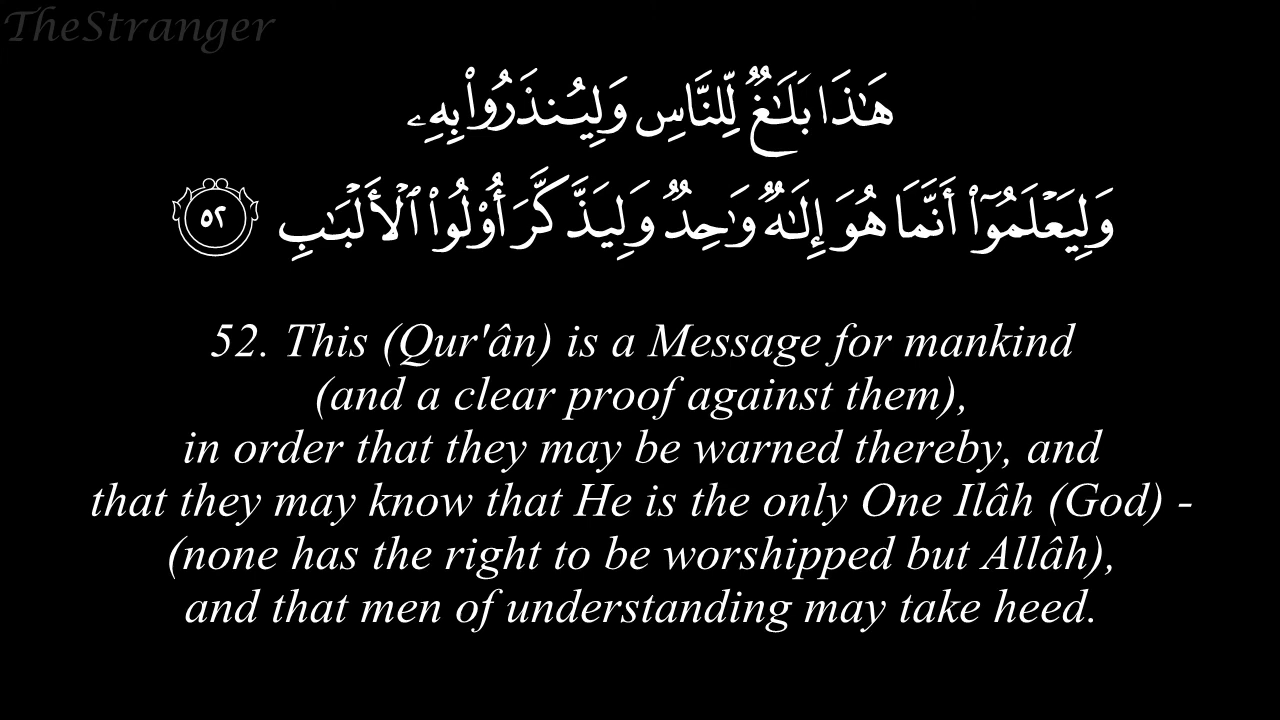 TheStranger
هَٰذَا بَلَٰغٌ لِّلنَّاسِ وَلِيُنذَرُوا۟ بِهِۦ
وَلِيَعْلَمُوٓا۟ أَنَّمَا هُوَ إِلَٰهٌ وَٰحِدٌ وَلِيَذَّكَّرَ أُو۟لُوا۟ ٱلْأَلْبَٰبِ ٥٢
52. This (Qur'ân) is a Message for mankind
(and a clear proof against them),
in order that they may be warned thereby, and
that they may know that He is the only One Ilâh (God) -
(none has the right to be worshipped but Allâh),
and that men of understanding may take heed.